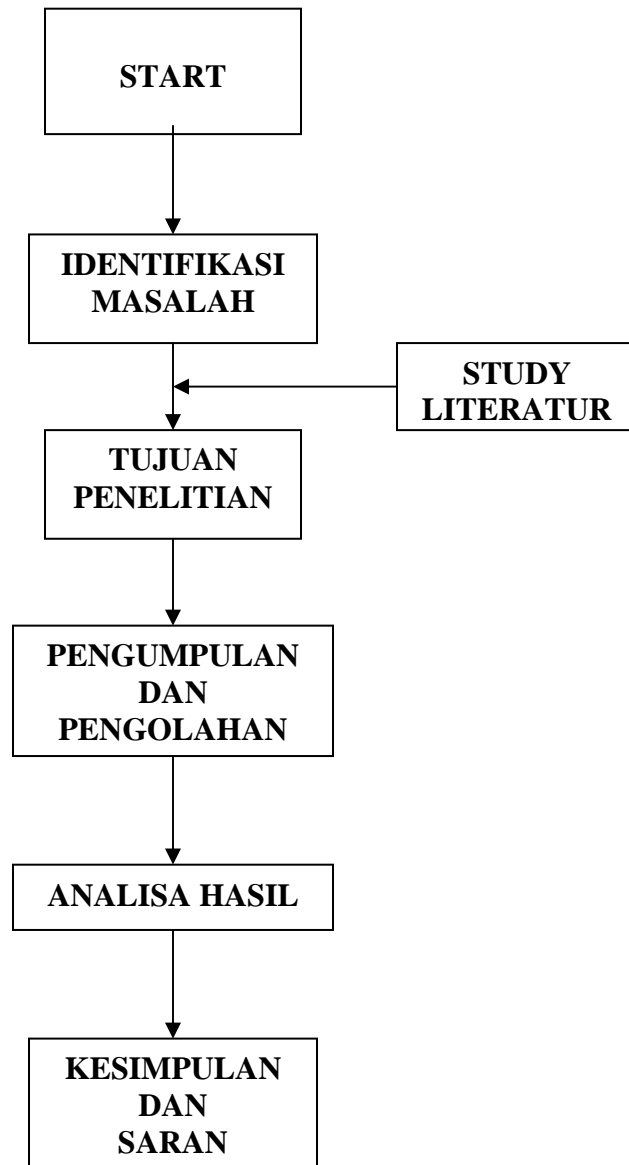 START
IDENTIFIKASI
MASALAH
STUDY
LITERATUR
TUJUAN
PENELITIAN
PENGUMPULAN
DAN
PENGOLAHAN
ANALISA HASIL
KESIMPULAN
DAN
SARAN